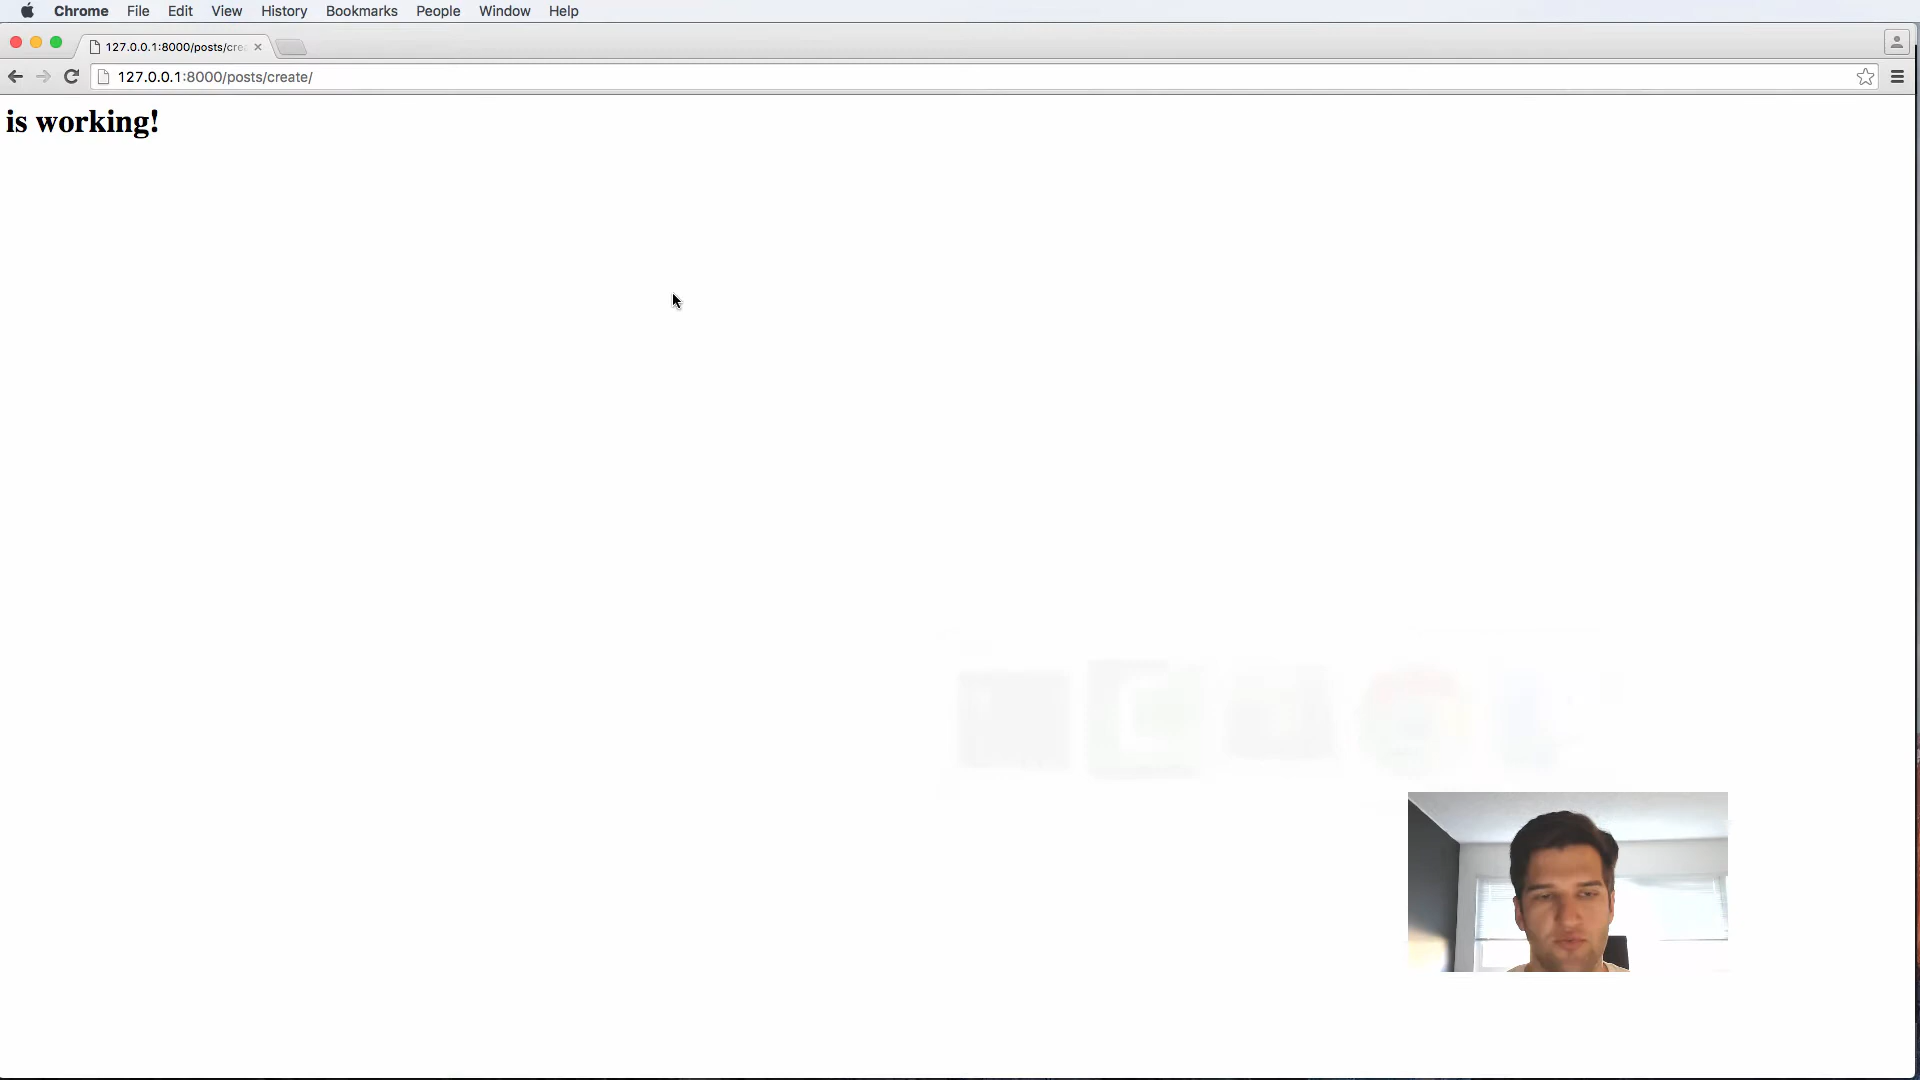 Chrome File Edit View History Bookmarks People Window Help
127.0.0.1:8000/posts/cre
127.0.0.1:8000/posts/create/
is working!